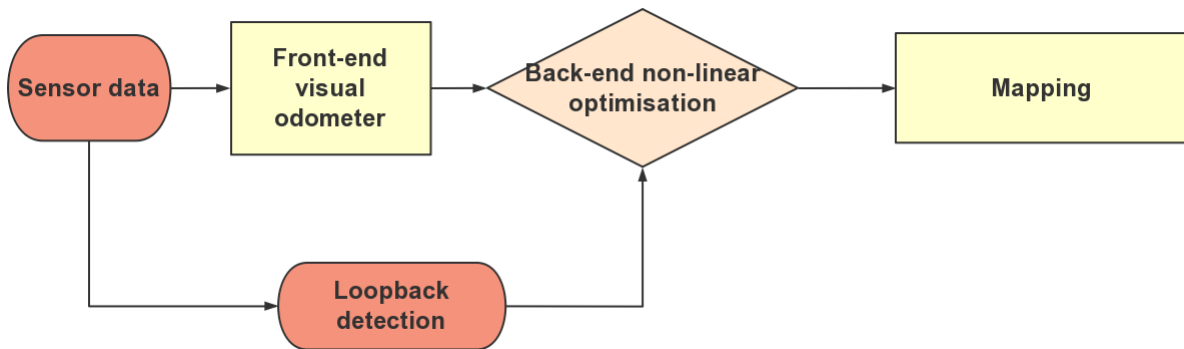 Sensor data
Front-end
visual
odometer
Back-end non-linear
optimisation
Mapping
Loopback
detection